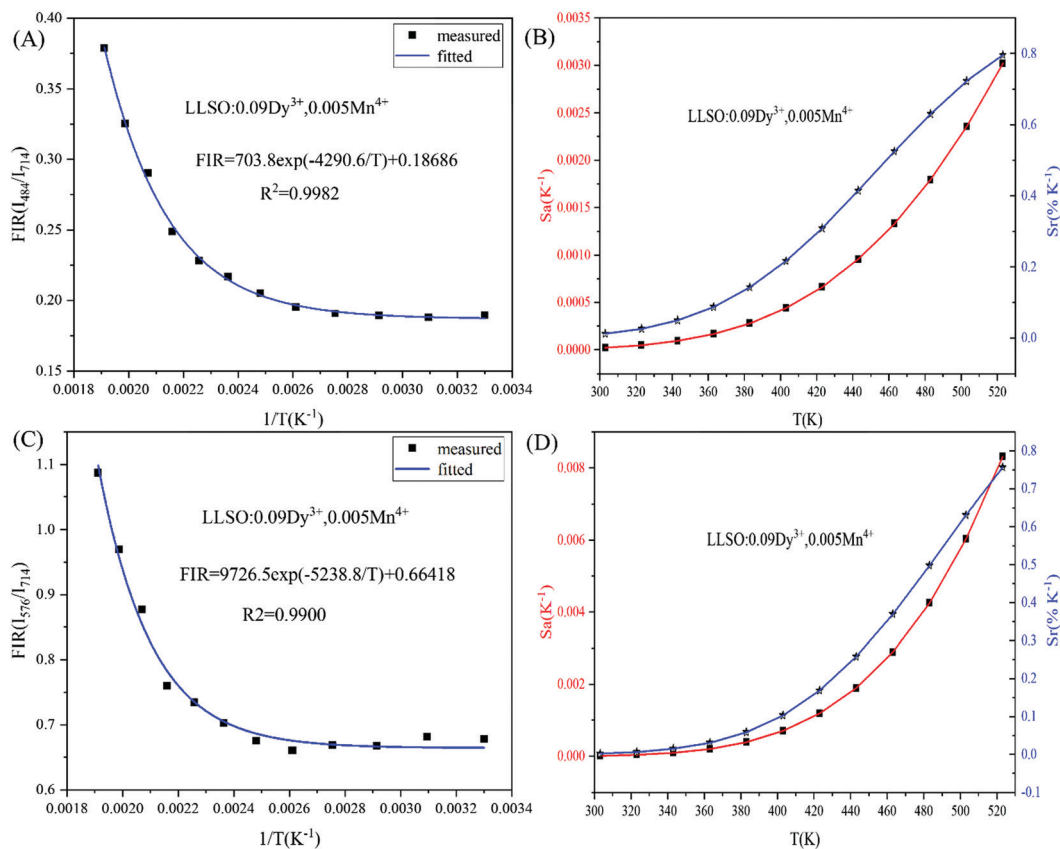 (A)
measured
fitted
LLSO:0.09Dy³⁺,0.005Mn⁴⁺
FIR=703.8exp(-4290.6/T)+0.18686
R²=0.9982
FIR(I₄₈₄/I₇₁₄)
0.40
0.35
0.30
0.25
0.20
0.15
0.0018 0.0020 0.0022 0.0024 0.0026 0.0028 0.0030 0.0032 0.0034
1/T(K⁻¹)
(B)
LLSO:0.09Dy³⁺,0.005Mn⁴⁺
Sa(K⁻¹)
0.0035
0.0030
0.0025
0.0020
0.0015
0.0010
0.0005
0.0000
300 320 340 360 380 400 420 440 460 480 500 520
T(K)
Sr(% K⁻¹)
0.8
0.6
0.4
0.2
0.0
(C)
measured
fitted
LLSO:0.09Dy³⁺,0.005Mn⁴⁺
FIR=9726.5exp(-5238.8/T)+0.66418
R2=0.9900
FIR(I₅₇₆/I₇₁₄)
1.1
1.0
0.9
0.8
0.7
0.6
0.0018 0.0020 0.0022 0.0024 0.0026 0.0028 0.0030 0.0032 0.0034
1/T(K⁻¹)
(D)
LLSO:0.09Dy³⁺,0.005Mn⁴⁺
Sa(K⁻¹)
0.008
0.006
0.004
0.002
0.000
300 320 340 360 380 400 420 440 460 480 500 520
T(K)
Sr(% K⁻¹)
0.8
0.7
0.6
0.5
0.4
0.3
0.2
0.1
0.0
-0.1